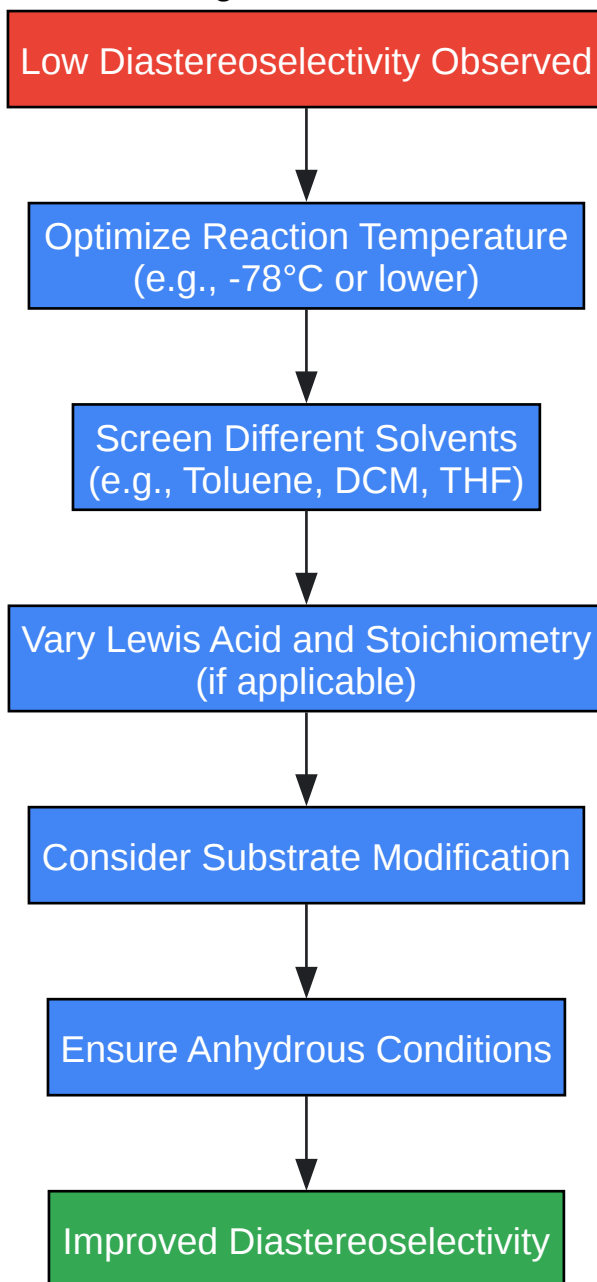 Low Diastereoselectivity Observed
Optimize Reaction Temperature
(e.g., -78°C or lower)
Screen Different Solvents
(e.g., Toluene, DCM, THF)
Vary Lewis Acid and Stoichiometry
(if applicable)
Consider Substrate Modification
Ensure Anhydrous Conditions
Improved Diastereoselectivity